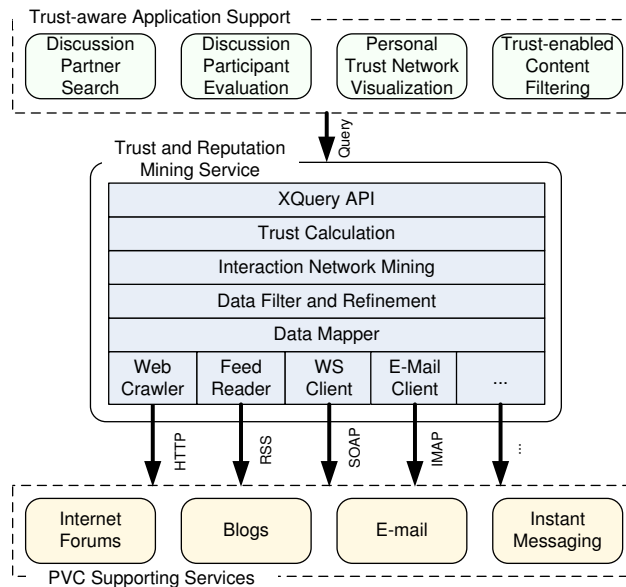 Trust-aware Application Support
Discussion
Partner
Search
Discussion
Participant
Evaluation
Personal
Trust Network
Visualization
Trust-enabled
Content
Filtering
Query
Trust and Reputation
Mining Service
XQuery API
Trust Calculation
Interaction Network Mining
Data Filter and Refinement
Data Mapper
Web
Crawler
Feed
Reader
WS
Client
E-Mail
Client
...
HTTP
RSS
SOAP
IMAP
...
Internet
Forums
Blogs
E-mail
Instant
Messaging
PVC Supporting Services